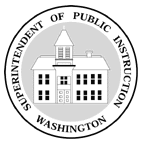 SUPERINTENDENT OF PUBLIC INSTRUCTION
WASHINGTON